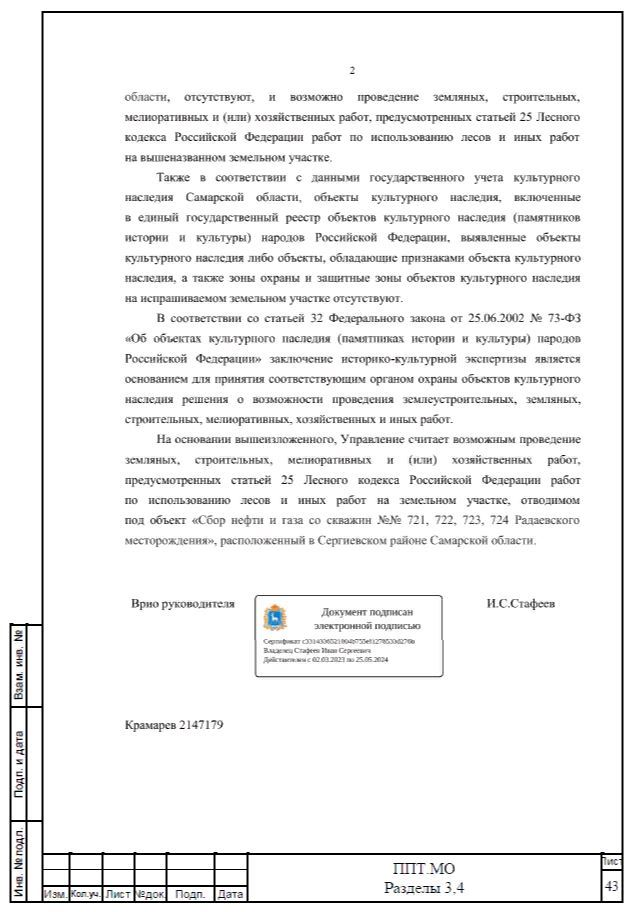 2
области, отсутствуют, и возможно проведение земляных, строительных,
мелиоративных и (или) хозяйственных работ, предусмотренных статьей 25 Лесного
кодекса Российской Федерации работ по использованию лесов и иных работ
на вышеназванном земельном участке.
Также в соответствии с данными государственного учета культурного
наследия Самарской области, объекты культурного наследия, включенные
в единый государственный реестр объектов культурного наследия (памятников
истории и культуры) народов Российской Федерации, выявленные объекты
культурного наследия либо объекты, обладающие признаками объекта культурного
наследия, а также зоны охраны и защитные зоны объектов культурного наследия
на испрашиваемом земельном участке отсутствуют.
В соответствии со статьей 32 Федерального закона от 25.06.2002 № 73-ФЗ
«Об объектах культурного наследия (памятниках истории и культуры) народов
Российской Федерации» заключение историко-культурной экспертизы является
основанием для принятия соответствующим органом охраны объектов культурного
наследия решения о возможности проведения землеустроительных, земляных,
строительных, мелиоративных, хозяйственных и иных работ.
На основании вышеизложенного, Управление считает возможным проведение
земляных, строительных, мелиоративных и (или) хозяйственных работ,
предусмотренных статьей 25 Лесного кодекса Российской Федерации работ
по использованию лесов и иных работ на земельном участке, отводимом
под объект «Сбор нефти и газа со скважин №№ 721, 722, 723, 724 Радаевского
месторождения», расположенный в Сергиевском районе Самарской области.
Врио руководителя
Документ подписан
электронной подписью
Сертификат
Владелец Стафеев Иван Сергеевич
Действителен с 02.03.2023 по 25.05.2024
И.С.Стафеев
Крамарев 2147179
Взам. инв. №
Подп. и дата
Инв. № подл.
Изм. Кол.уч. Лист №док. Подп. Дата
ППТ.МО
Разделы 3,4
Лист
43